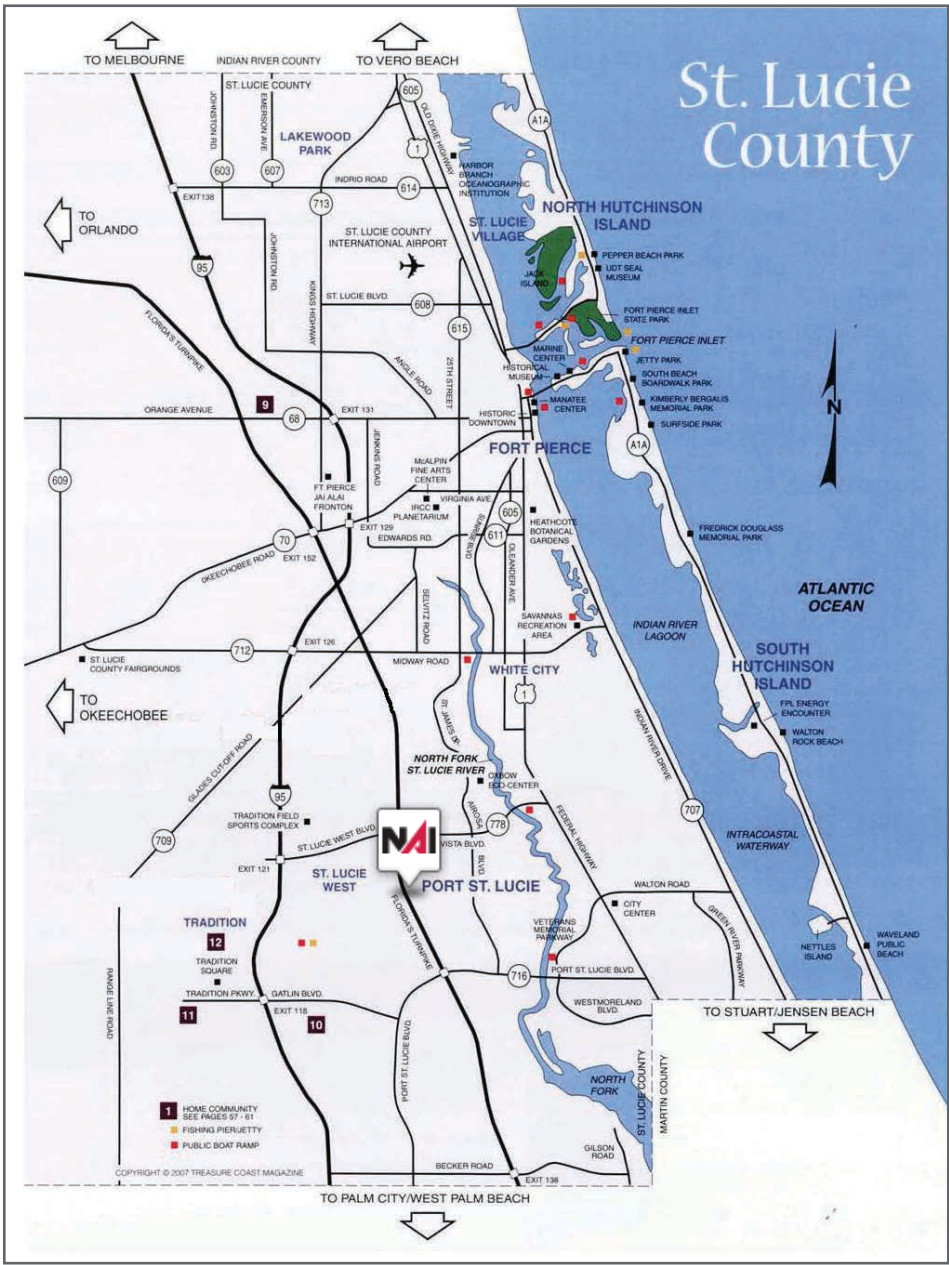 St. Lucie
County
TO MELBOURNE
INDIAN RIVER COUNTY
TO VERO BEACH
ST. LUCIE COUNTY
605
JOHNSTON RD.
EMERSON AVE
OLD DIXIE HIGHWAY
A1A
LAKEWOOD
PARK
1
HARBOR
BRANCH
OCEANOGRAPHIC
INSTITUTION
603
607
INDRIO ROAD
614
EXIT138
713
TO
ORLANDO
NORTH HUTCHINSON
ISLAND
ST. LUCIE
VILLAGE
ST. LUCIE COUNTY
INTERNATIONAL AIRPORT
JOHNSTON RD.
95
PEPPER BEACH PARK
UDT SEAL
MUSEUM
JACK
ISLAND
KINGS HIGHWAY
ST. LUCIE BLVD.
608
615
FORT PIERCE INLET
STATE PARK
FLORIDA'S TURNPIKE
FORT PIERCE INLET
MARINE
CENTER
JETTY PARK
HISTORICAL
MUSEUM
ANGLE ROAD
25TH STREET
SOUTH BEACH
BOARDWALK PARK
MANATEE
CENTER
KIMBERLY BERGALIS
MEMORIAL PARK
N
9
ORANGE AVENUE
68
EXIT 131
HISTORIC
DOWNTOWN
SURFSIDE PARK
A1A
FORT PIERCE
JENKINS ROAD
McALPIN
FINE ARTS
CENTER
609
FT. PIERCE
JAI ALAI
FRONTON
VIRGINIA AVE.
IRCC
PLANETARIUM
605
HEATHCOTE
BOTANICAL
GARDENS
EXIT 129
SUNRISE BLVD
611
EDWARDS RD.
70
EXIT 152
OKEECHOBEE ROAD
OLEANDER AVE.
FREDRICK DOUGLASS
MEMORIAL PARK
SELVITZ ROAD
ATLANTIC
OCEAN
SAVANNAS
RECREATION
AREA
INDIAN RIVER
LAGOON
712
EXIT 126
MIDWAY ROAD
ST. LUCIE
COUNTY FAIRGROUNDS
WHITE CITY
SOUTH
HUTCHINSON
ISLAND
TO
OKEECHOBEE
1
ST. JAMES DR.
FPL ENERGY
ENCOUNTER
WALTON
ROCK BEACH
INDIAN RIVER DRIVE
GLADES CUT-OFF ROAD
NORTH FORK
ST. LUCIE RIVER
OXBOW
ECO-CENTER
95
TRADITION FIELD
SPORTS COMPLEX
AIROSA
BLVD
778
FEDERAL HIGHWAY
707
709
ST. LUCIE WEST BLVD.
NAI
VISTA BLVD.
INTRACOASTAL
WATERWAY
EXIT 121
ST. LUCIE
WEST
PORT ST. LUCIE
WALTON ROAD
CITY
CENTER
GREEN RIVER PARKWAY
FLORIDA'S TURNPIKE
TRADITION
12
VETERANS
MEMORIAL
PARKWAY
NETTLES
ISLAND
WAVELAND
PUBLIC
BEACH
TRADITION
SQUARE
RANGE LINE ROAD
716
PORT ST. LUCIE BLVD.
TRADITION PKWY.
GATLIN BLVD.
EXIT 118
11
10
WESTMORELAND
BLVD.
TO STUART/JENSEN BEACH
PORT ST. LUCIE BLVD.
ST. LUCIE COUNTY
MARTIN COUNTY
NORTH
FORK
1
HOME COMMUNITY
SEE PAGES 57 - 61
FISHING PIER/JETTY
PUBLIC BOAT RAMP
GILSON
ROAD
COPYRIGHT © 2007 TREASURE COAST MAGAZINE
BECKER ROAD
EXIT 138
TO PALM CITY/WEST PALM BEACH